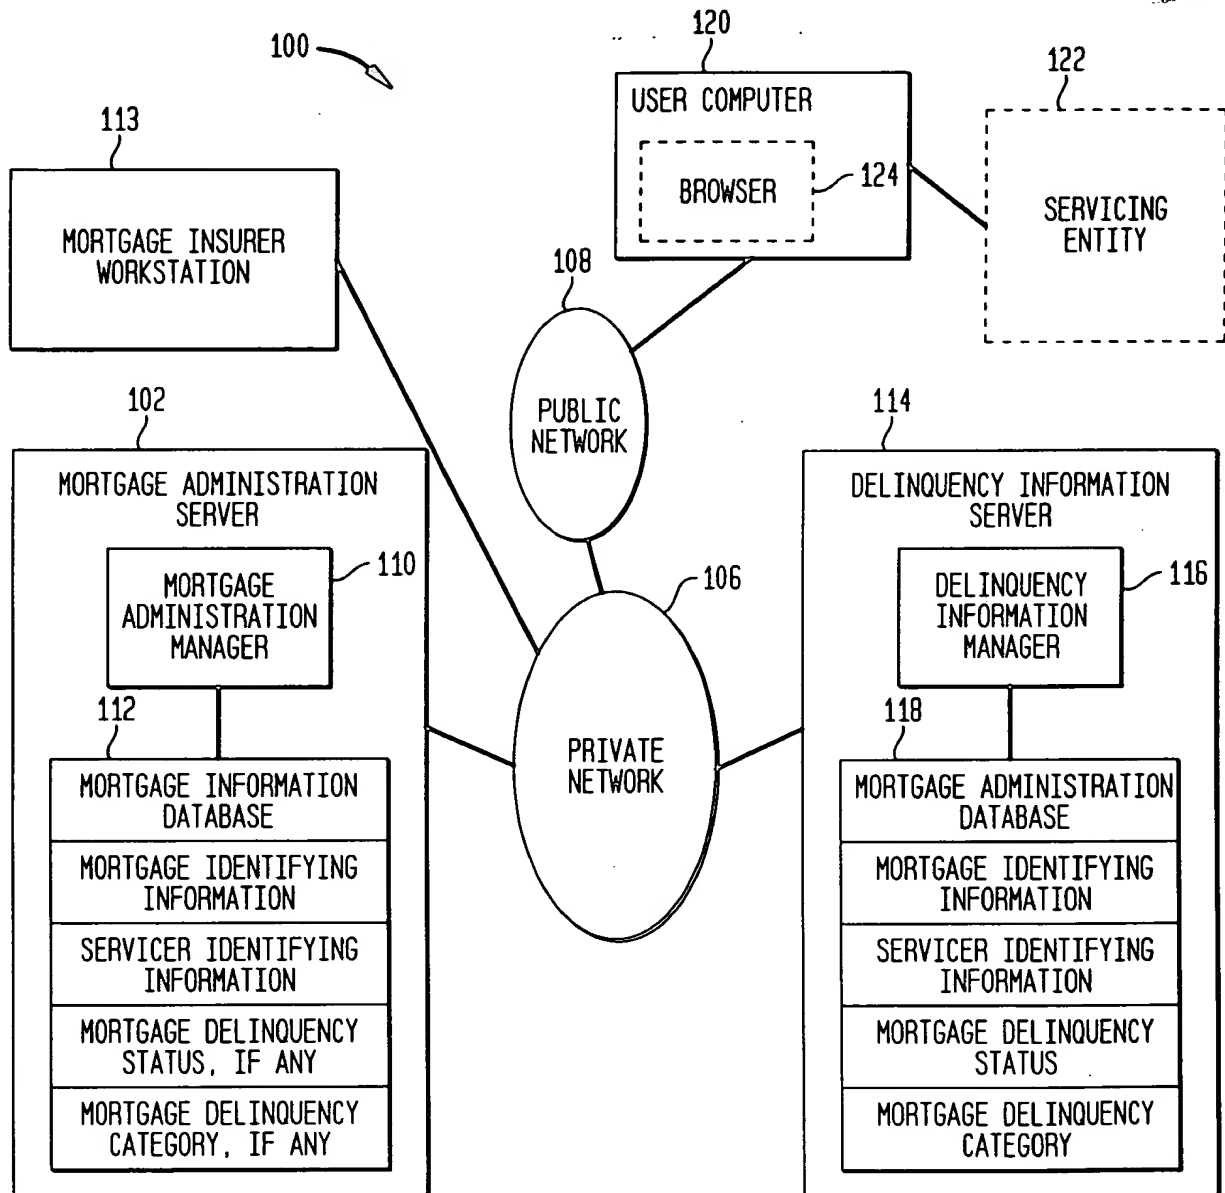 100
120
USER COMPUTER
BROWSER
124
122
SERVICING
ENTITY
113
MORTGAGE INSURER
WORKSTATION
108
PUBLIC
NETWORK
102
MORTGAGE ADMINISTRATION
SERVER
MORTGAGE
ADMINISTRATION
MANAGER
110
112
MORTGAGE INFORMATION
DATABASE
MORTGAGE IDENTIFYING
INFORMATION
SERVICER IDENTIFYING
INFORMATION
MORTGAGE DELINQUENCY
STATUS, IF ANY
MORTGAGE DELINQUENCY
CATEGORY, IF ANY
106
PRIVATE
NETWORK
114
DELINQUENCY INFORMATION
SERVER
DELINQUENCY
INFORMATION
MANAGER
116
118
MORTGAGE ADMINISTRATION
DATABASE
MORTGAGE IDENTIFYING
INFORMATION
SERVICER IDENTIFYING
INFORMATION
MORTGAGE DELINQUENCY
STATUS
MORTGAGE DELINQUENCY
CATEGORY